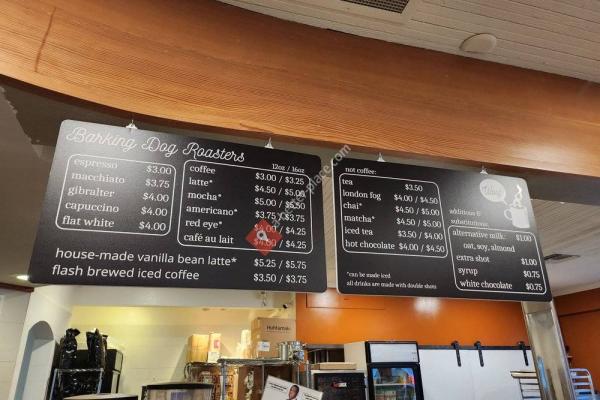 Barking Dog Roasters
espresso $3.00
macchiato $3.75
gibralter $4.00
capuccino $4.00
flat white $4.00
12oz / 16oz
coffee $3.00 / $3.25
latte* $4.50 / $5.00
mocha* $5.00 / $5.50
americano* $3.75 $3.75
red eye* / $4.25
café au lait $4.00 / $4.25
house-made vanilla bean latte* $5.25 / $5.75
flash brewed iced coffee $3.50 / $3.75
not coffee:
tea $3.50
london fog $4.00 / $4.50
chai* $4.50 / $5.00
matcha* $4.50 / $5.00
iced tea $3.50 / $4.00
hot chocolate $4.00 / $4.50
*can be made iced
all drinks are made with double shots
additions &
substitutions:
alternative milk: $1.00
oat, soy, almond
extra shot $1.00
syrup $0.75
white chocolate $0.75
Huhtamaki